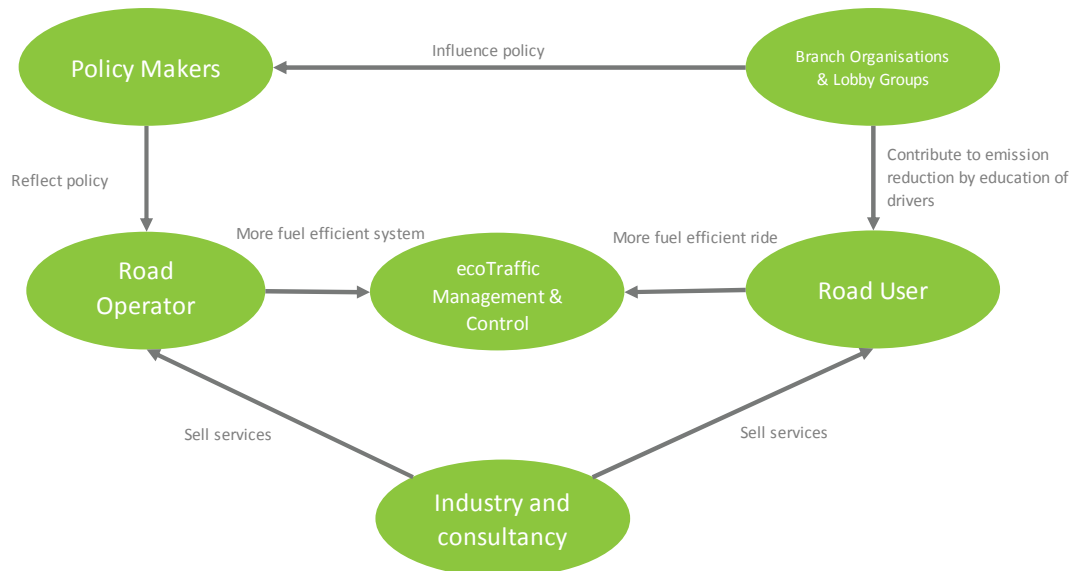 Influence policy
Policy Makers
Branch Organisations
& Lobby Groups
Reflect policy
Contribute to emission
reduction by education of
drivers
More fuel efficient system
More fuel efficient ride
Road
Operator
ecoTraffic
Management &
Control
Road User
Sell services
Sell services
Industry and
consultancy